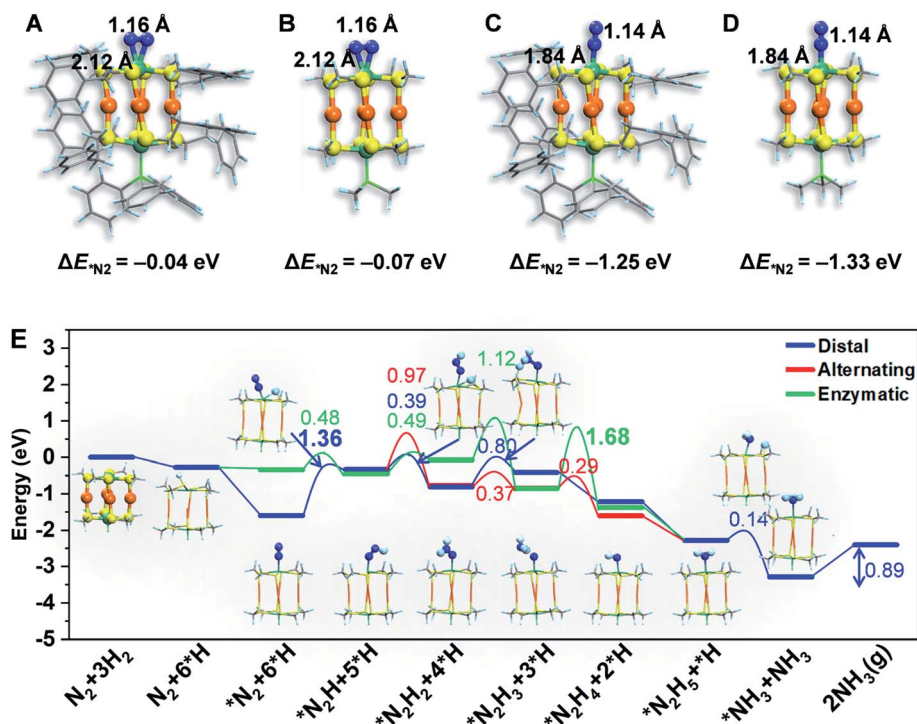 A
1.16 Å
2.12 Å
ΔE*N2 = −0.04 eV
B
1.16 Å
2.12 Å
ΔE*N2 = −0.07 eV
C
1.14 Å
1.84 Å
ΔE*N2 = −1.25 eV
D
1.14 Å
1.84 Å
ΔE*N2 = −1.33 eV
E
Energy (eV)
3
2
1
0
-1
-2
-3
-4
-5
Distal
Alternating
Enzymatic
0.48
1.36
0.97
0.39
0.49
1.12
0.80
0.37
1.68
0.29
0.14
0.89
N₂+3H₂
N₂+6*H
*N₂+6*H
*N₂H+5*H
*N₂H₂+4*H
*N₂H₃+3*H
*N₂H₄+2*H
*N₂H₅+*H
*NH₃+NH₃
2NH₃(g)